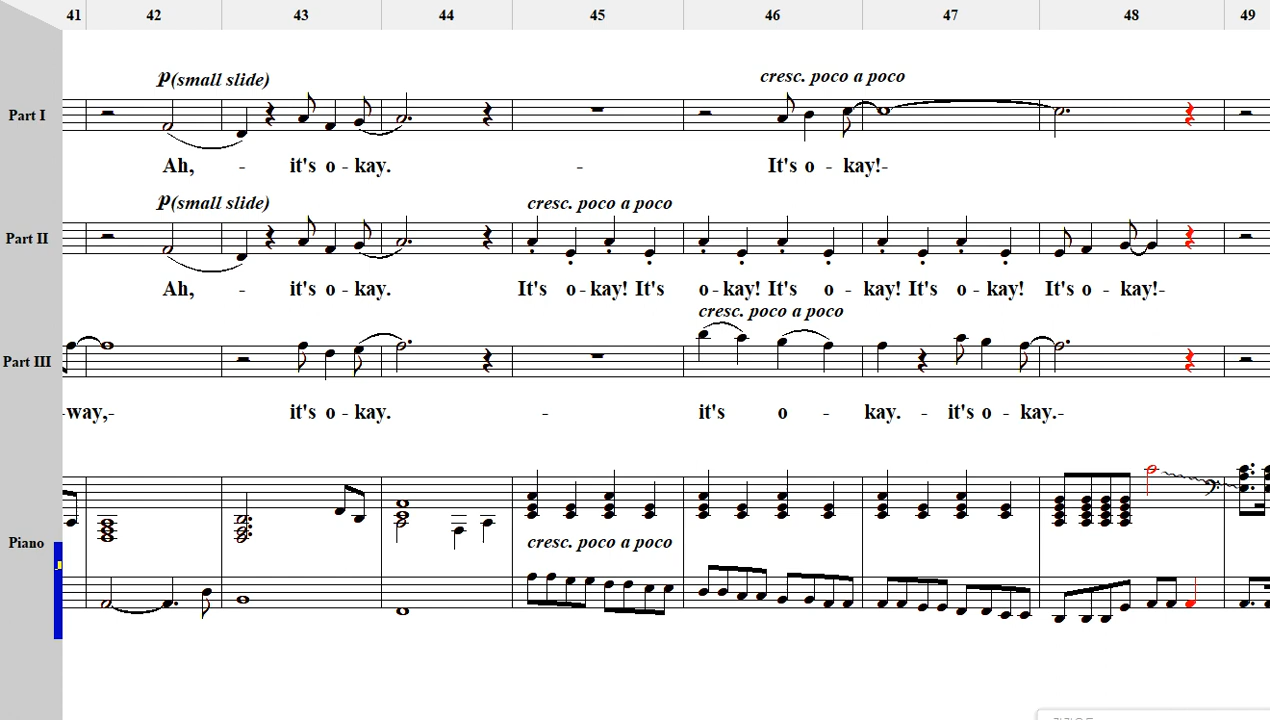 41 42 43 44 45 46 47 48 49
p(small slide) cresc. poco a poco
Part I
Ah, - it's o - kay. - It's o - kay!-
p(small slide) cresc. poco a poco
Part II
Ah, - it's o - kay. It's o - kay! It's o - kay! It's o - kay! It's o - kay! It's o - kay!-
cresc. poco a poco
Part III
-way,- it's o - kay. - it's o - kay. - it's o - kay.-
Piano
cresc. poco a poco